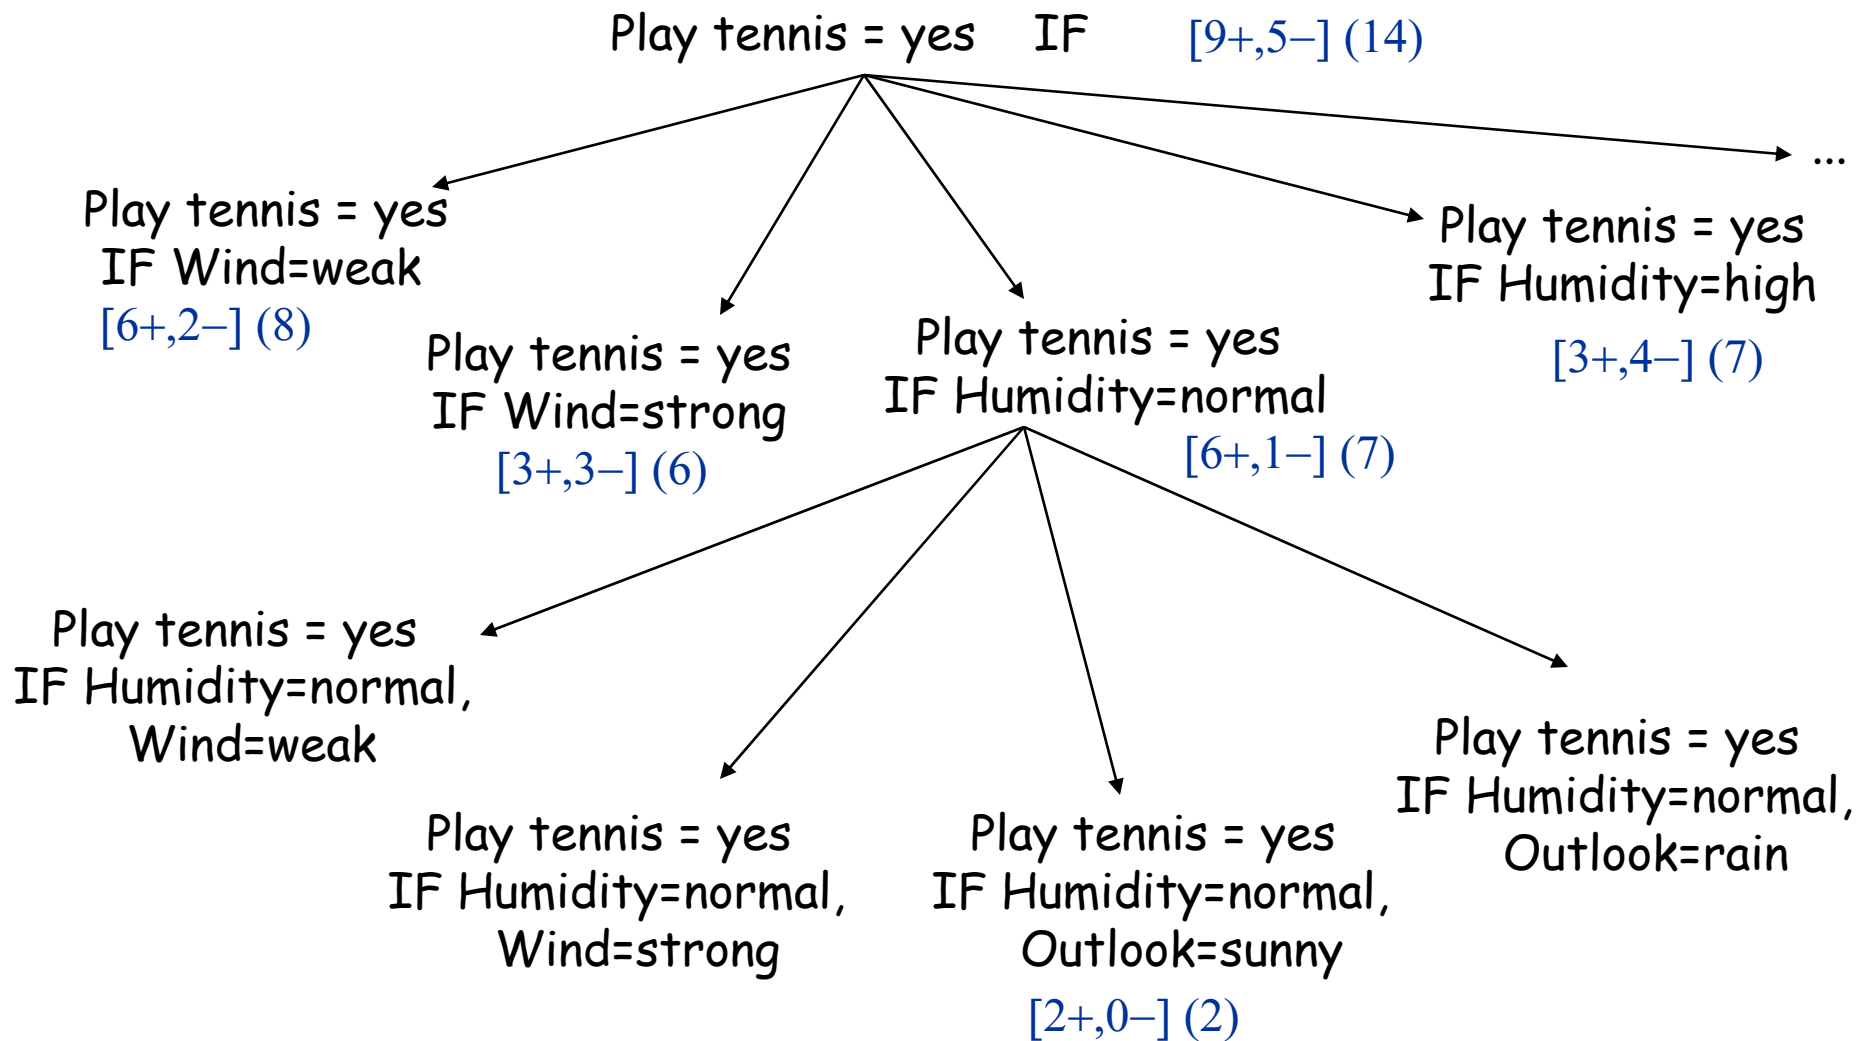 Play tennis = yes IF [9+,5−] (14)
...
Play tennis = yes
IF Wind=weak
[6+,2−] (8)
Play tennis = yes
IF Wind=strong
[3+,3−] (6)
Play tennis = yes
IF Humidity=normal
[6+,1−] (7)
Play tennis = yes
IF Humidity=high
[3+,4−] (7)
Play tennis = yes
IF Humidity=normal,
Wind=weak
Play tennis = yes
IF Humidity=normal,
Wind=strong
Play tennis = yes
IF Humidity=normal,
Outlook=sunny
[2+,0−] (2)
Play tennis = yes
IF Humidity=normal,
Outlook=rain